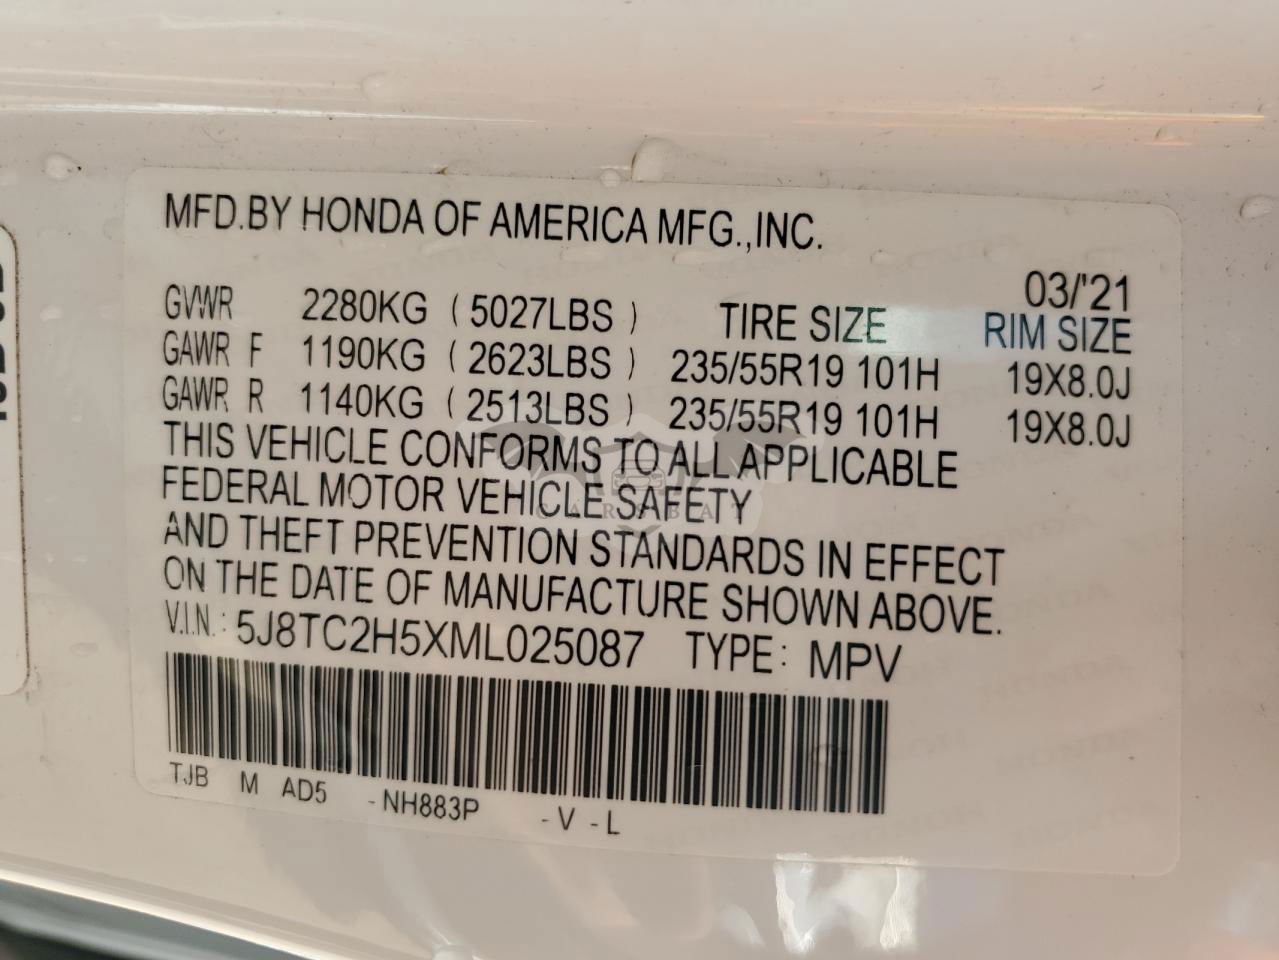 MFD.BY HONDA OF AMERICA MFG.,INC.
03/'21
GVWR 2280KG ( 5027LBS ) TIRE SIZE RIM SIZE
GAWR F 1190KG ( 2623LBS ) 235/55R19 101H 19X8.0J
GAWR R 1140KG ( 2513LBS ) 235/55R19 101H 19X8.0J
THIS VEHICLE CONFORMS TO ALL APPLICABLE
FEDERAL MOTOR VEHICLE SAFETY
CARSBAT
AND THEFT PREVENTION STANDARDS IN EFFECT
ON THE DATE OF MANUFACTURE SHOWN ABOVE.
V.I.N.: 5J8TC2H5XML025087 TYPE: MPV
TJB M AD5 -NH883P -V -L